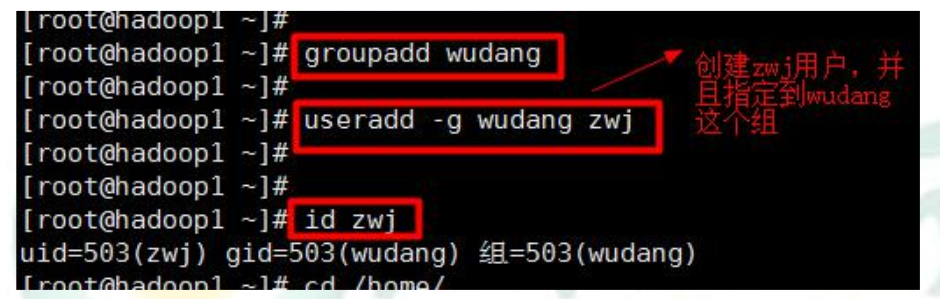 [root@hadoop1 ~]#
[root@hadoop1 ~]# groupadd wudang
[root@hadoop1 ~]#
[root@hadoop1 ~]# useradd -g wudang zwj
[root@hadoop1 ~]#
[root@hadoop1 ~]#
[root@hadoop1 ~]# id zwj
uid=503(zwj) gid=503(wudang) 组=503(wudang)
[root@hadoop1 ~]# cd /home/
创建zwj用户，并
且指定到wudang
这个组